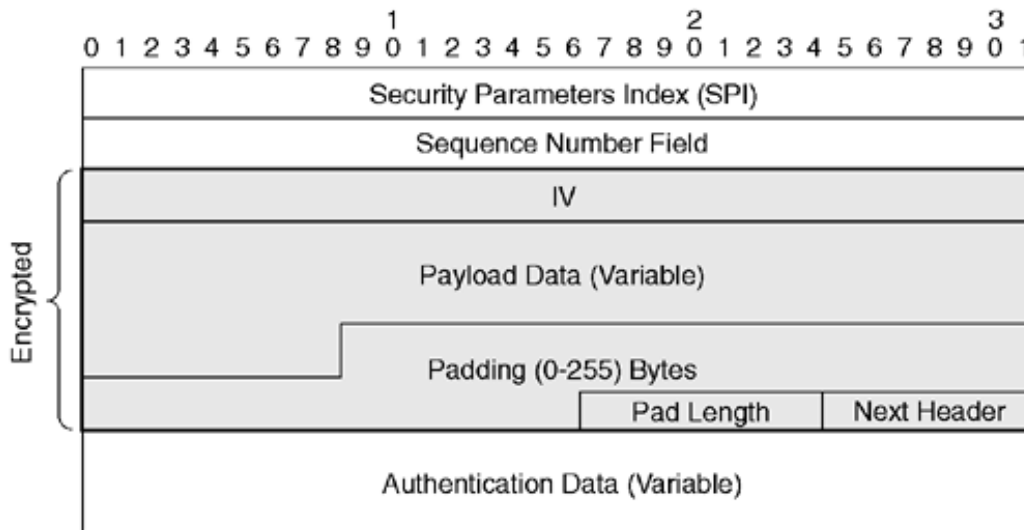 1 2 3
0 1 2 3 4 5 6 7 8 9 0 1 2 3 4 5 6 7 8 9 0 1 2 3 4 5 6 7 8 9 0 1
Security Parameters Index (SPI)
Sequence Number Field
IV
Encrypted
Payload Data (Variable)
Padding (0-255) Bytes
Pad Length Next Header
Authentication Data (Variable)